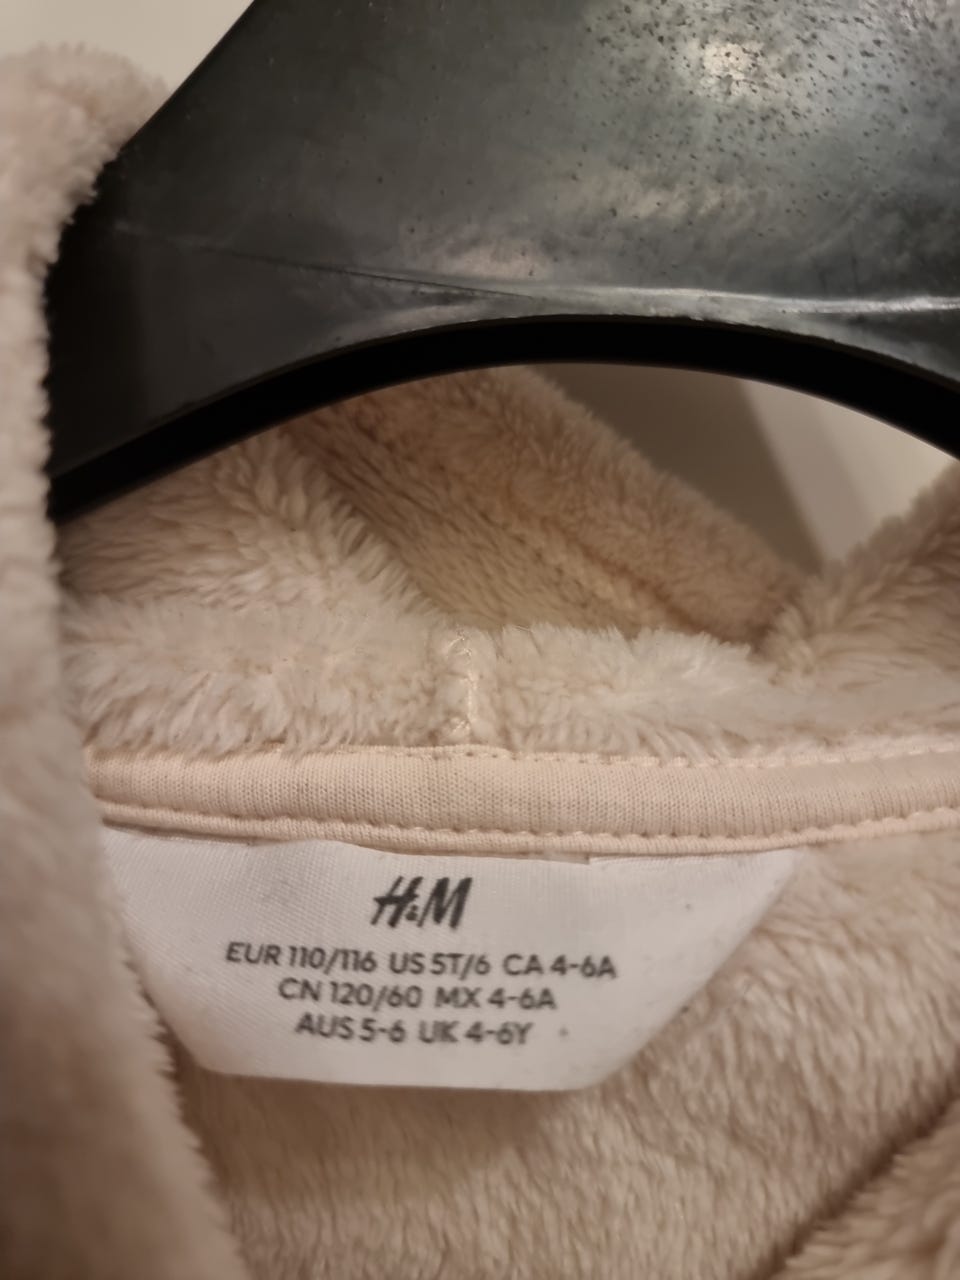 H&M
EUR 110/116 US 5T/6 CA 4-6A
CN 120/60 MX 4-6A
AUS 5-6 UK 4-6Y